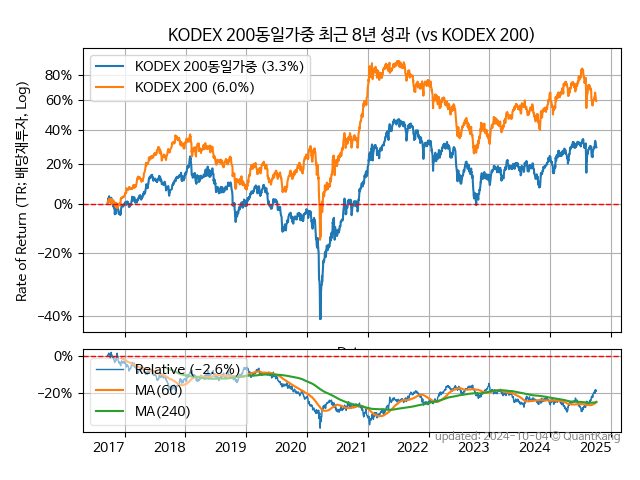 KODEX 200동일가중 최근 8년 성과 (vs KODEX 200)
Rate of Return (TR: 배당재투자, Log)
KODEX 200동일가중 (3.3%)
KODEX 200 (6.0%)
80%
60%
40%
20%
0%
−20%
−40%
0%
−20%
Relative (−2.6%)
MA(60)
MA(240)
updated: 2024-10-04 © QuantKang
2017 2018 2019 2020 2021 2022 2023 2024 2025